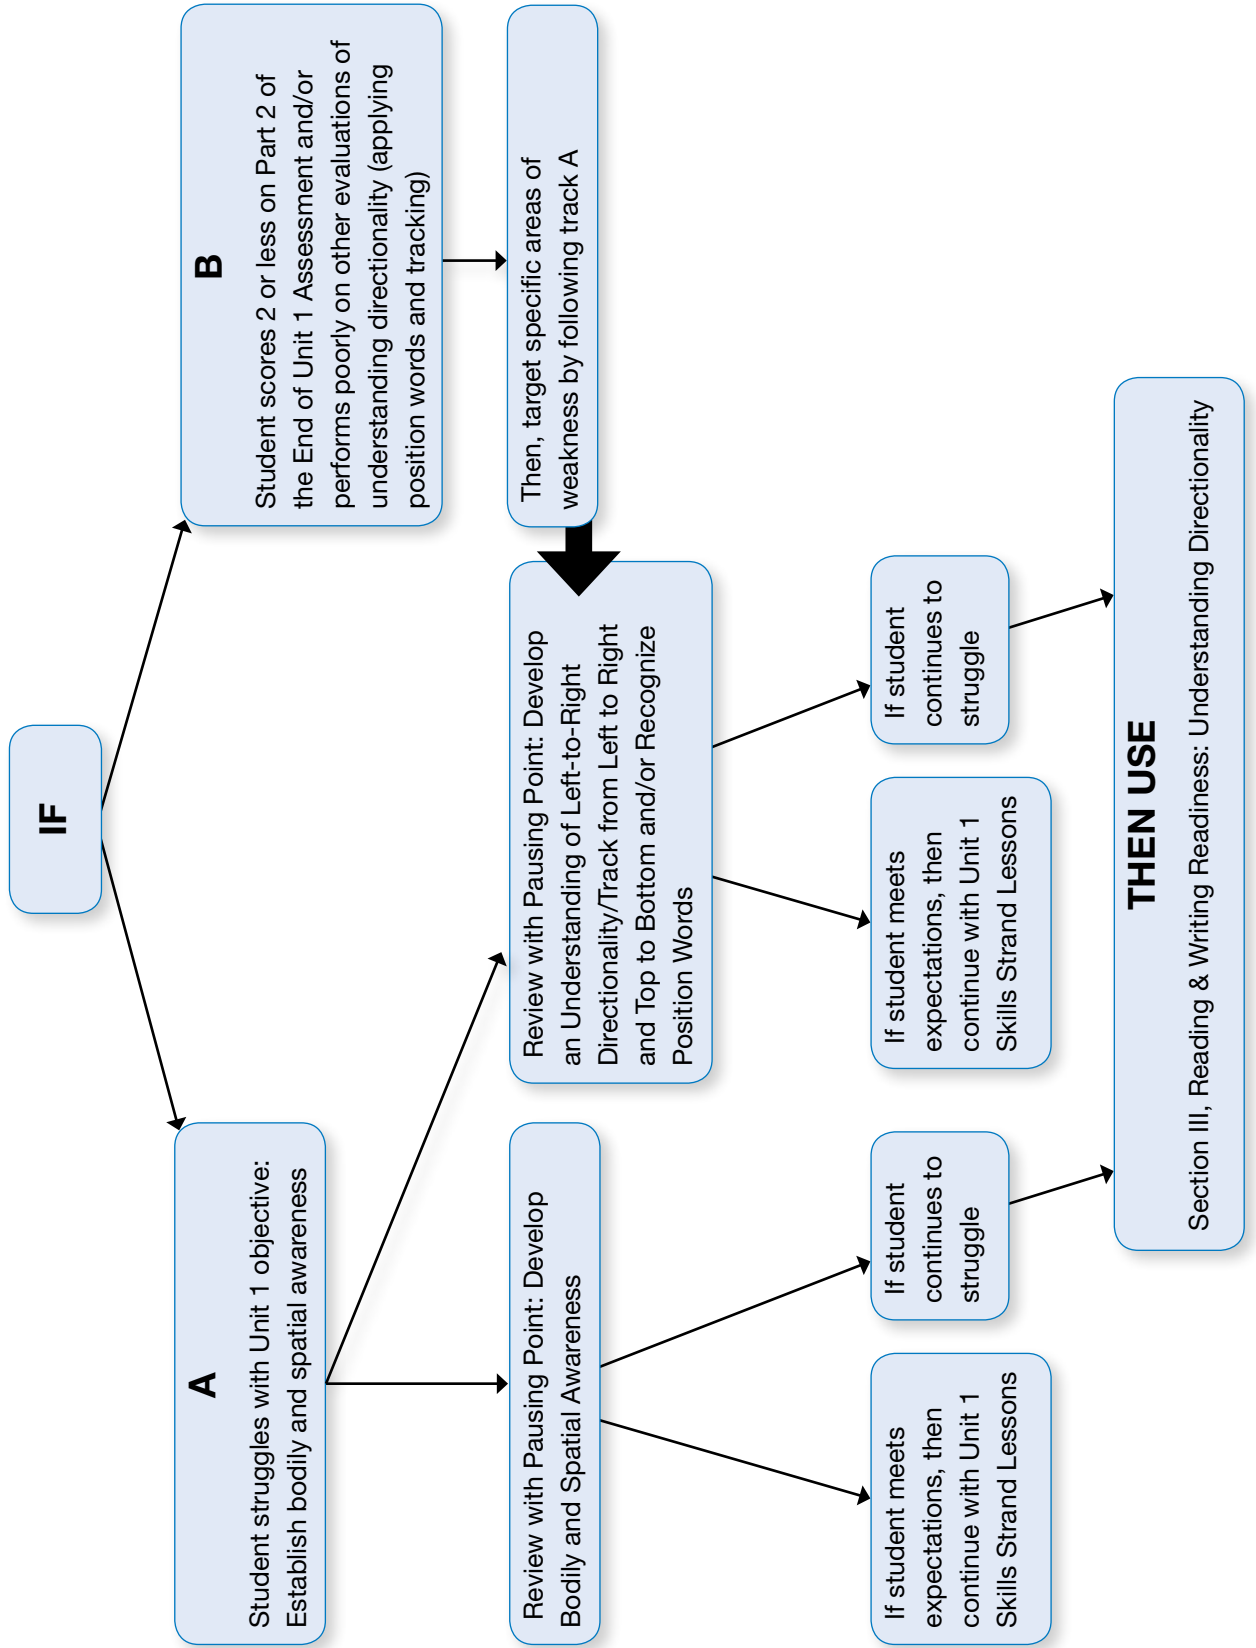 IF
A
Student struggles with Unit 1 objective:
Establish bodily and spatial awareness
B
Student scores 2 or less on Part 2 of
the End of Unit 1 Assessment and/or
performs poorly on other evaluations of
understanding directionality (applying
position words and tracking)
Review with Pausing Point: Develop
Bodily and Spatial Awareness
Review with Pausing Point: Develop
an Understanding of Left-to-Right
Directionality/Track from Left to Right
and Top to Bottom and/or Recognize
Position Words
Then, target specific areas of
weakness by following track A
If student meets
expectations, then
continue with Unit 1
Skills Strand Lessons
If student
continues to
struggle
If student meets
expectations, then
continue with Unit 1
Skills Strand Lessons
If student
continues to
struggle
THEN USE
Section III, Reading & Writing Readiness: Understanding Directionality